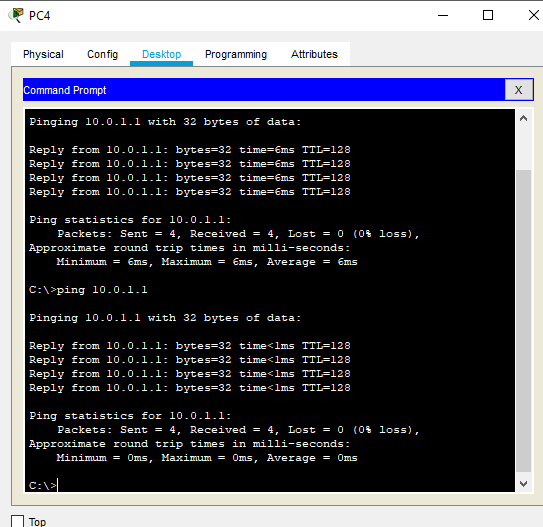 PC4
Physical Config Desktop Programming Attributes
Command Prompt
X
Pinging 10.0.1.1 with 32 bytes of data:
Reply from 10.0.1.1: bytes=32 time=6ms TTL=128
Reply from 10.0.1.1: bytes=32 time=6ms TTL=128
Reply from 10.0.1.1: bytes=32 time=6ms TTL=128
Reply from 10.0.1.1: bytes=32 time=6ms TTL=128
Ping statistics for 10.0.1.1:
Packets: Sent = 4, Received = 4, Lost = 0 (0% loss),
Approximate round trip times in milli-seconds:
Minimum = 6ms, Maximum = 6ms, Average = 6ms
C:\>ping 10.0.1.1
Pinging 10.0.1.1 with 32 bytes of data:
Reply from 10.0.1.1: bytes=32 time<1ms TTL=128
Reply from 10.0.1.1: bytes=32 time<1ms TTL=128
Reply from 10.0.1.1: bytes=32 time<1ms TTL=128
Reply from 10.0.1.1: bytes=32 time<1ms TTL=128
Ping statistics for 10.0.1.1:
Packets: Sent = 4, Received = 4, Lost = 0 (0% loss),
Approximate round trip times in milli-seconds:
Minimum = 0ms, Maximum = 0ms, Average = 0ms
C:\>
Top